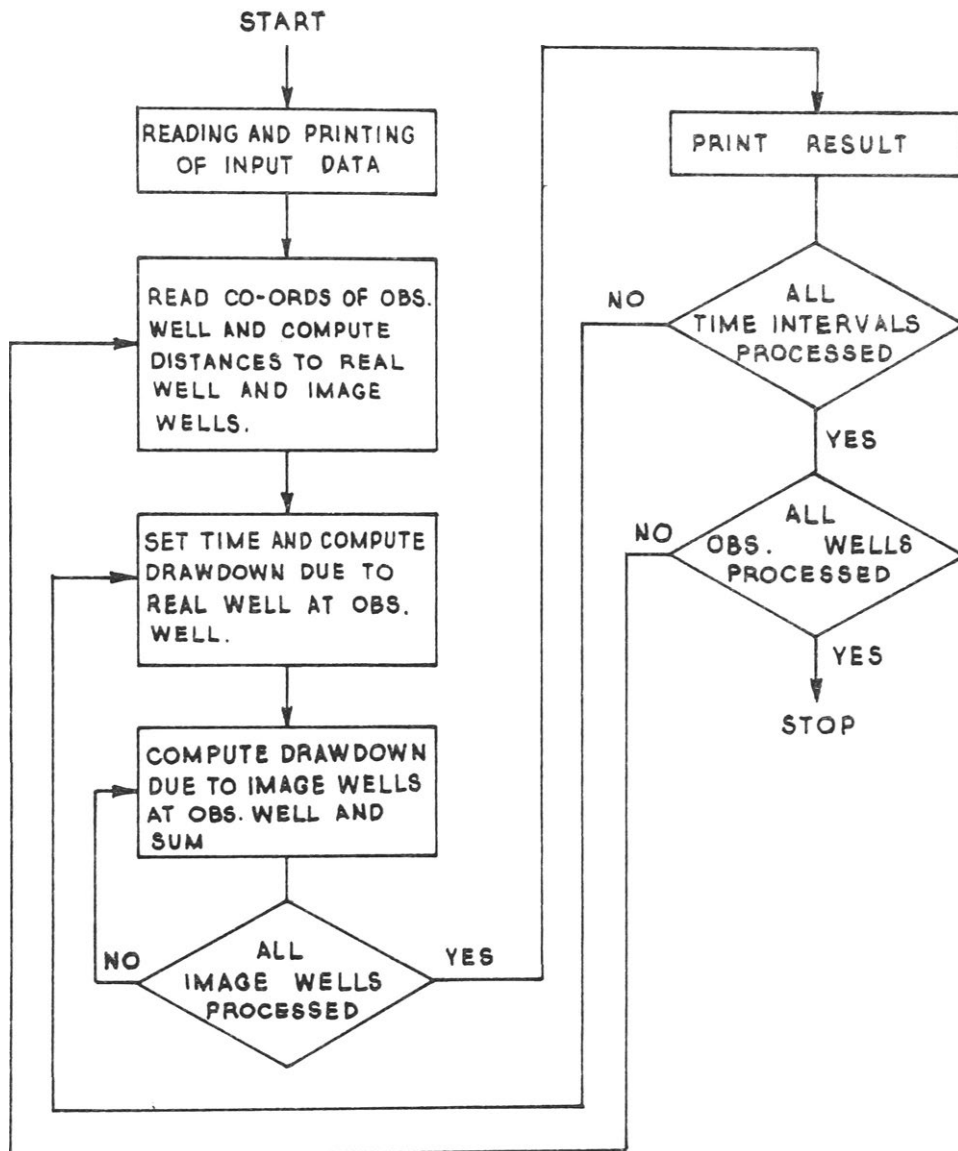 START
READING AND PRINTING
OF INPUT DATA
READ CO-ORDS OF OBS.
WELL AND COMPUTE
DISTANCES TO REAL
WELL AND IMAGE
WELLS.
SET TIME AND COMPUTE
DRAWDOWN DUE TO
REAL WELL AT OBS.
WELL.
COMPUTE DRAWDOWN
DUE TO IMAGE WELLS
AT OBS. WELL AND
SUM
NO
ALL
IMAGE WELLS
PROCESSED
YES
PRINT RESULT
NO
ALL
TIME INTERVALS
PROCESSED
YES
NO
ALL
OBS. WELLS
PROCESSED
YES
STOP